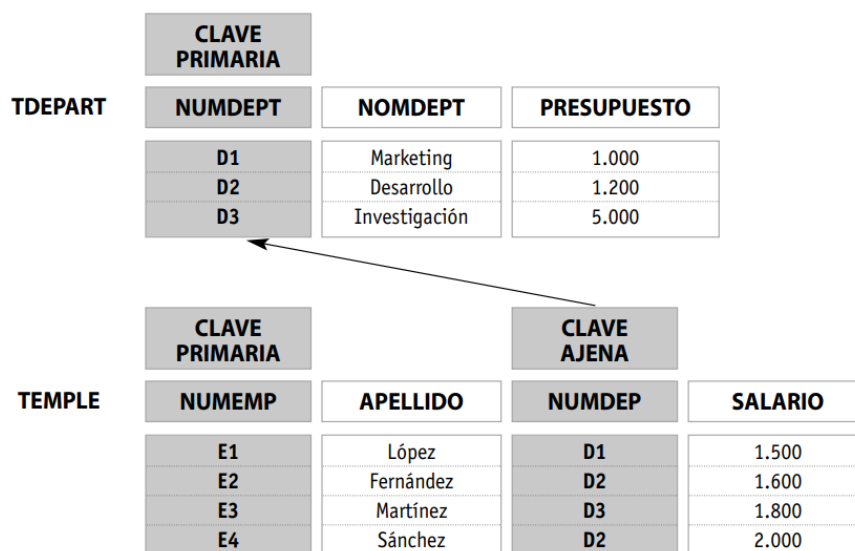 CLAVE
PRIMARIA
TDEPART NUMDEPT NOMDEPT PRESUPUESTO
D1 Marketing 1.000
D2 Desarrollo 1.200
D3 Investigación 5.000
CLAVE
PRIMARIA
CLAVE
AJENA
TEMPLE NUMEMP APELLIDO NUMDEP SALARIO
E1 López D1 1.500
E2 Fernández D2 1.600
E3 Martínez D3 1.800
E4 Sánchez D2 2.000